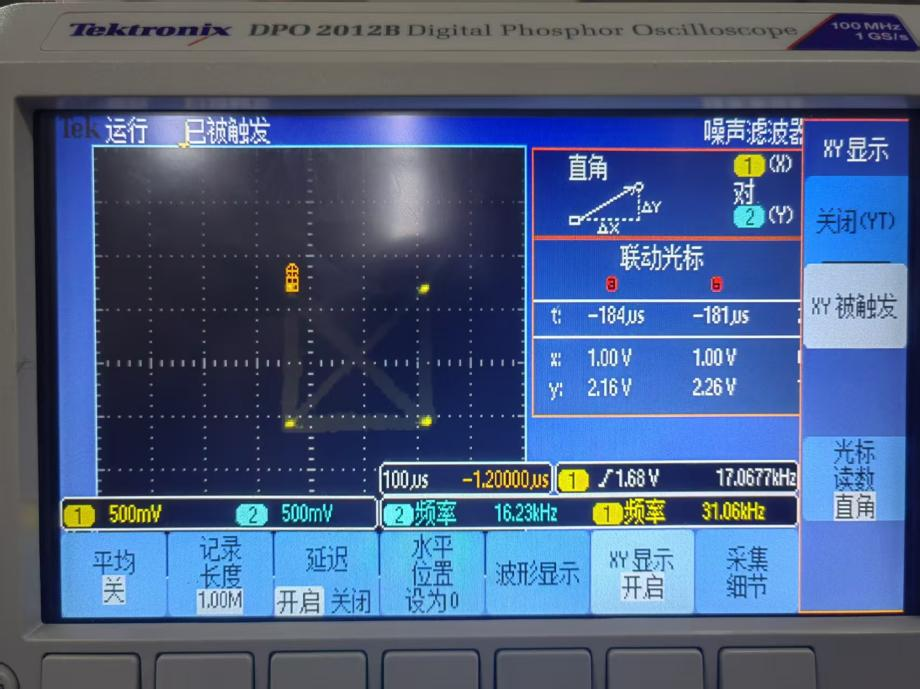 Tektronix DPO 2012B Digital Phosphor Oscilloscope 100 MHz 1 GS/s
Tek 运行 已被触发 噪声滤波器
XY 显示
直角 1 (X)
对
2 (Y)
ΔY
ΔX
关闭(YT)
联动光标
a b
t: -184μs -181μs
XY 被触发
x: 1.00 V 1.00 V
y: 2.16 V 2.26 V
光标
读数
直角
100μs -1.20000μs 1 1.68 V 17.0677kHz
1 500mV 2 500mV 2 频率 16.23kHz 1 频率 31.06kHz
平均
关
记录
长度
1.00M
延迟
开启 关闭
水平
位置
设为0
波形显示
XY 显示
开启
采集
细节